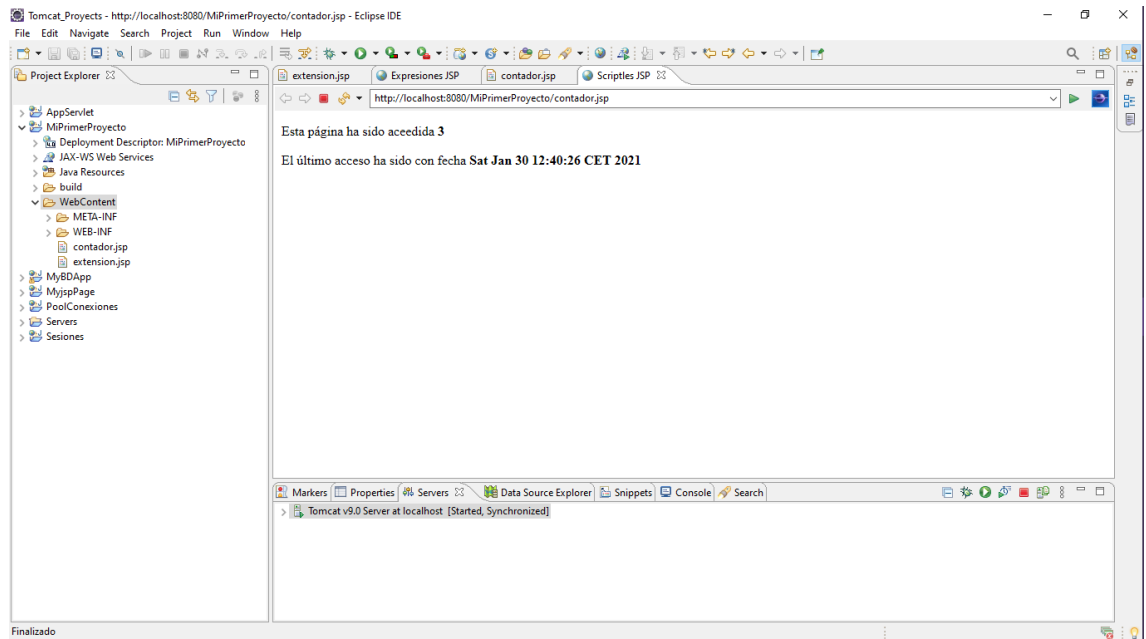 Tomcat_Proyects - http://localhost:8080/MiPrimerProyecto/contador.jsp - Eclipse IDE
File Edit Navigate Search Project Run Window Help
Project Explorer
extension.jsp Expresiones JSP contador.jsp Scriptles JSP
http://localhost:8080/MiPrimerProyecto/contador.jsp
AppServlet
MiPrimerProyecto
Deployment Descriptor: MiPrimerProyecto
JAX-WS Web Services
Java Resources
build
WebContent
META-INF
WEB-INF
contador.jsp
extension.jsp
MyBDApp
MyjspPage
PoolConexiones
Servers
Sesiones
Esta página ha sido aceedida 3
El último acceso ha sido con fecha Sat Jan 30 12:40:26 CET 2021
Markers Properties Servers Data Source Explorer Snippets Console Search
Tomcat v9.0 Server at localhost [Started, Synchronized]
Finalizado